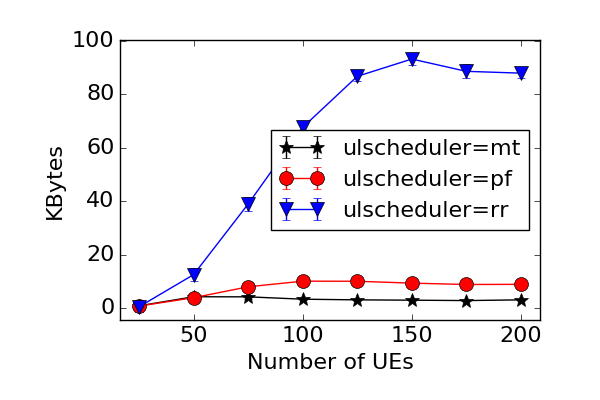 100
80
60
40
20
0
KBytes
ulscheduler=mt
ulscheduler=pf
ulscheduler=rr
50 100 150 200
Number of UEs